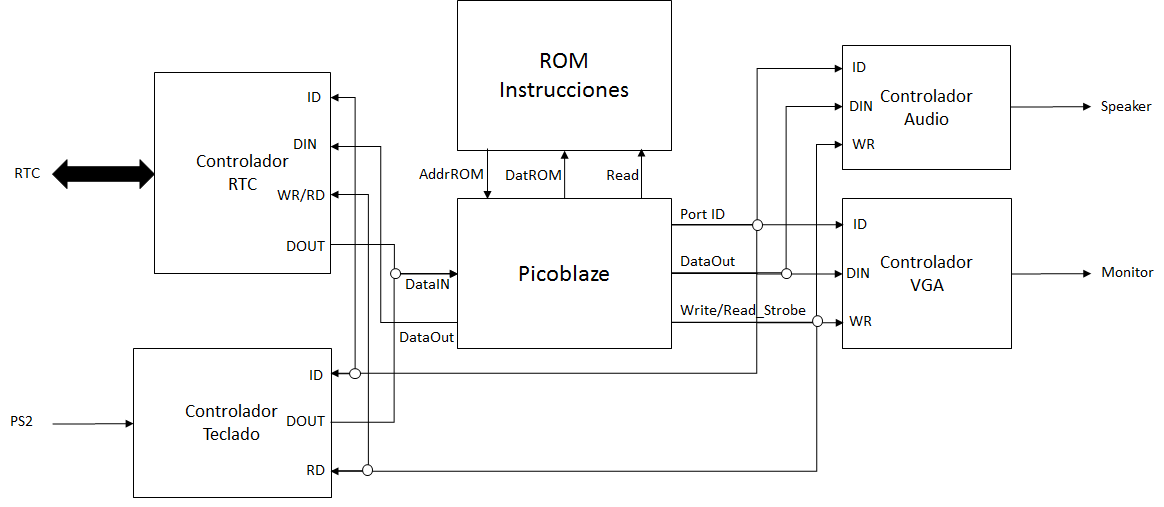 ROM
Instrucciones
ID
DIN
Controlador
RTC
WR/RD
DOUT
RTC
AddrROM
DatROM
Read
Picoblaze
Port ID
DataOut
Write/Read_Strobe
DataIN
DataOut
ID
DIN
WR
Controlador
Audio
Speaker
ID
DIN
WR
Controlador
VGA
Monitor
PS2
Controlador
Teclado
ID
DOUT
RD